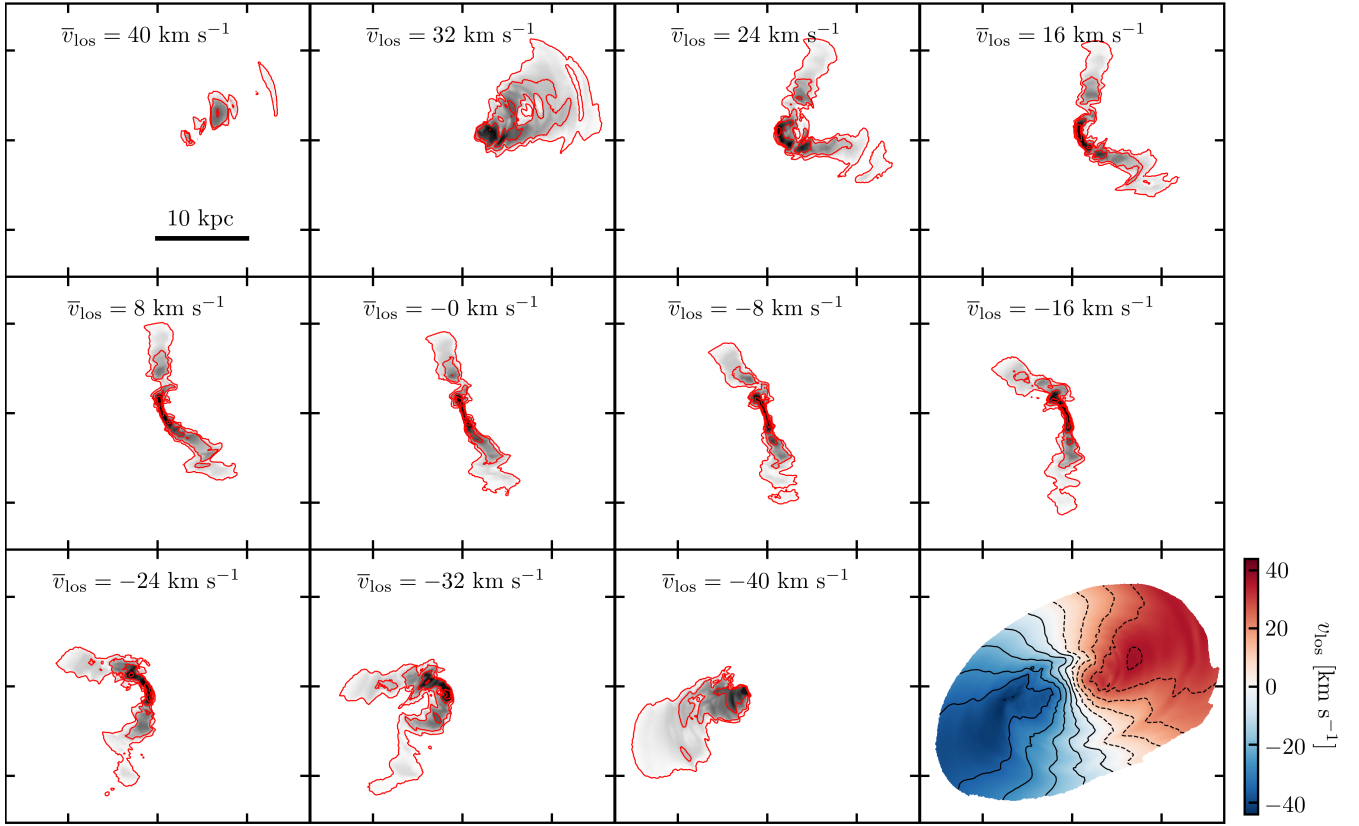 v̅los = 40 km s−1
v̅los = 32 km s−1
v̅los = 24 km s−1
v̅los = 16 km s−1
10 kpc
v̅los = 8 km s−1
v̅los = −0 km s−1
v̅los = −8 km s−1
v̅los = −16 km s−1
v̅los = −24 km s−1
v̅los = −32 km s−1
v̅los = −40 km s−1
40
20
0
−20
−40
vlos [km s−1]